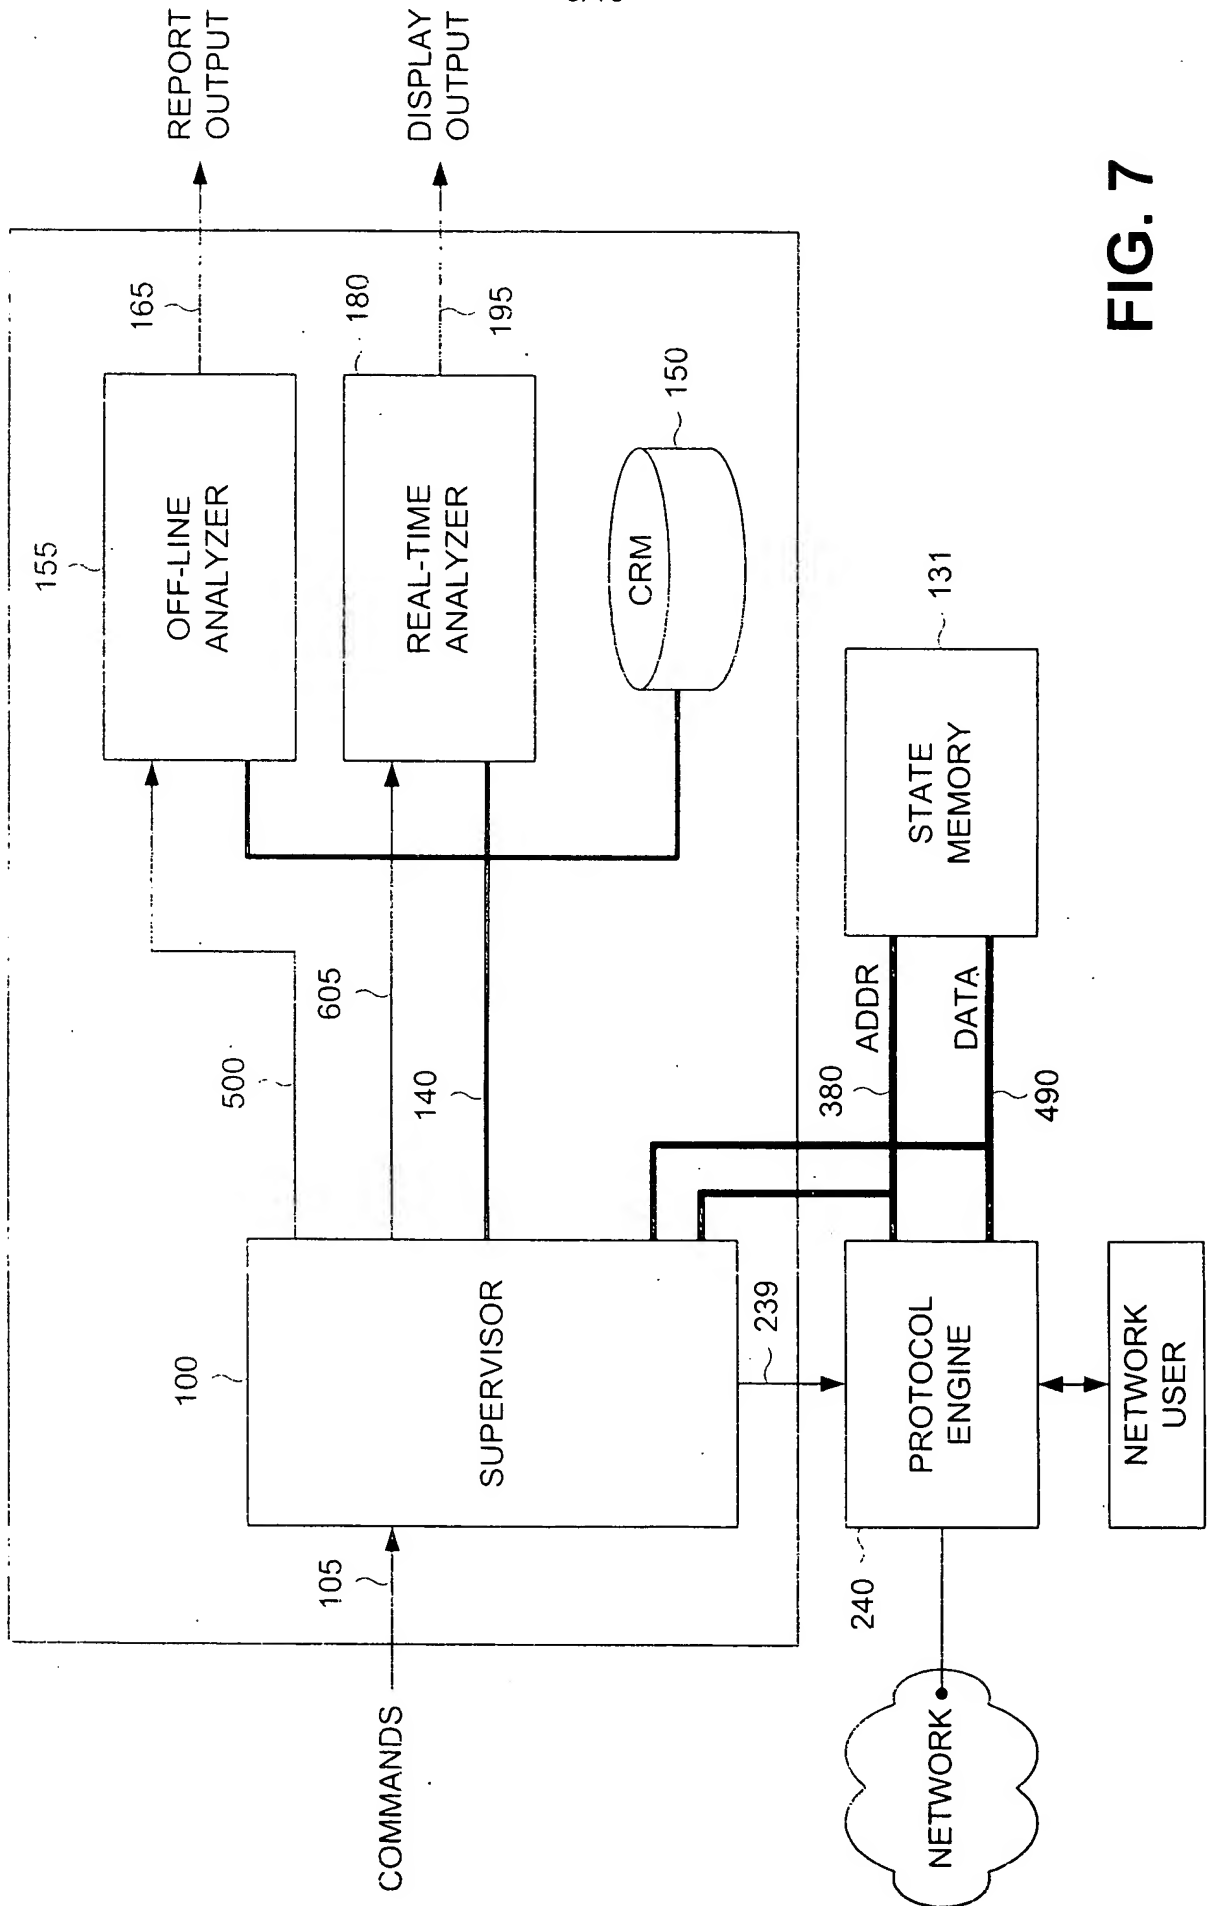 REPORT
OUTPUT
DISPLAY
OUTPUT
165
180
195
155
OFF-LINE
ANALYZER
REAL-TIME
ANALYZER
150
CRM
131
STATE
MEMORY
500
605
140
ADDR
DATA
380
490
100
SUPERVISOR
239
105
COMMANDS
240
PROTOCOL
ENGINE
NETWORK
USER
NETWORK
FIG. 7